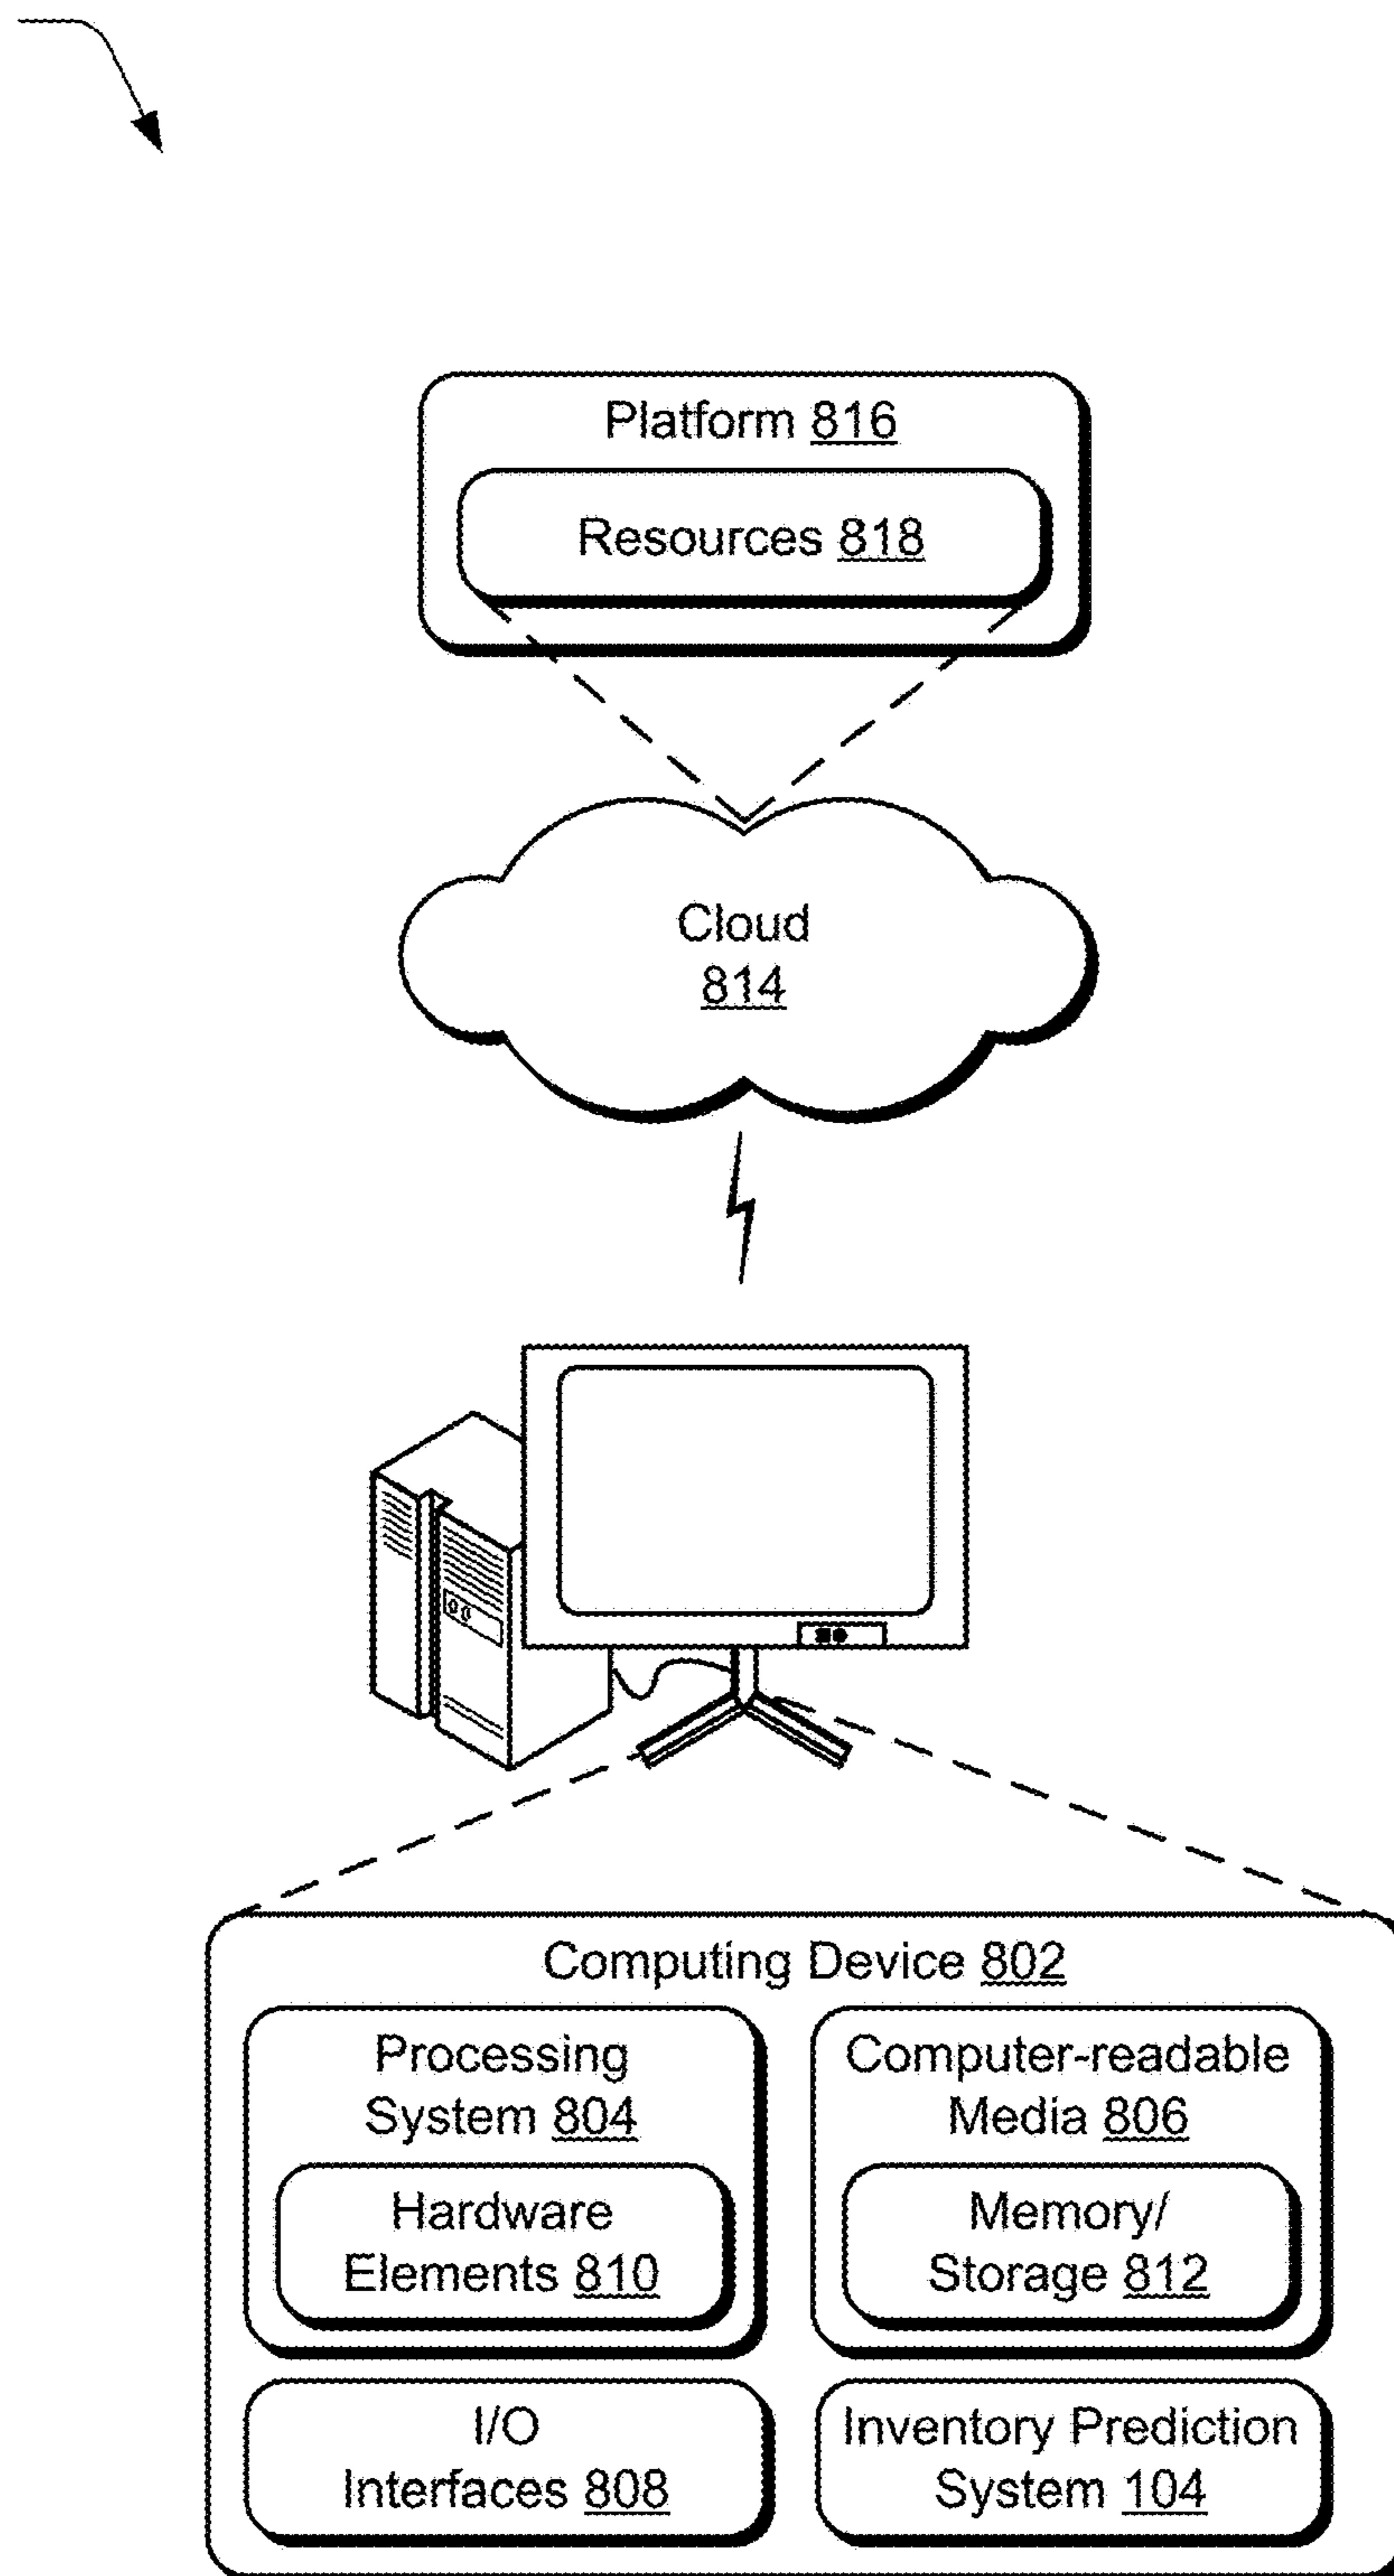 Platform 816
Resources 818
Cloud
814
Computing Device 802
Processing
System 804
Hardware
Elements 810
Computer-readable
Media 806
Memory/
Storage 812
I/O
Interfaces 808
Inventory Prediction
System 104